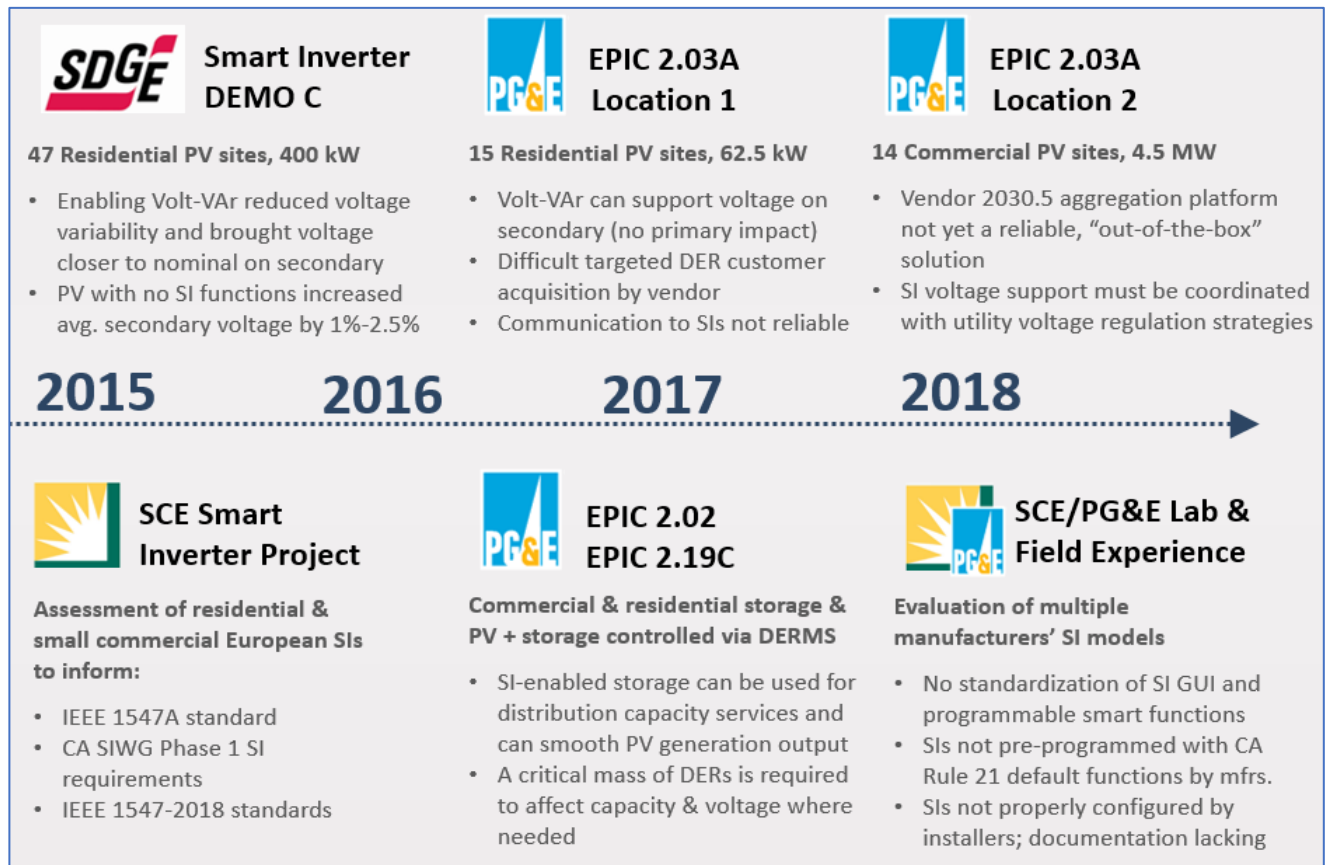 SDGE
Smart Inverter
DEMO C
47 Residential PV sites, 400 kW
• Enabling Volt-VAr reduced voltage
variability and brought voltage
closer to nominal on secondary
• PV with no SI functions increased
avg. secondary voltage by 1%-2.5%
PG&E
EPIC 2.03A
Location 1
15 Residential PV sites, 62.5 kW
• Volt-VAr can support voltage on
secondary (no primary impact)
• Difficult targeted DER customer
acquisition by vendor
• Communication to SIs not reliable
PG&E
EPIC 2.03A
Location 2
14 Commercial PV sites, 4.5 MW
• Vendor 2030.5 aggregation platform
not yet a reliable, “out-of-the-box”
solution
• SI voltage support must be coordinated
with utility voltage regulation strategies
2015
2016
2017
2018
SCE Smart
Inverter Project
Assessment of residential &
small commercial European SIs
to inform:
• IEEE 1547A standard
• CA SIWG Phase 1 SI
requirements
• IEEE 1547-2018 standards
PG&E
EPIC 2.02
EPIC 2.19C
Commercial & residential storage &
PV + storage controlled via DERMS
• SI-enabled storage can be used for
distribution capacity services and
can smooth PV generation output
• A critical mass of DERs is required
to affect capacity & voltage where
needed
PG&E
SCE/PG&E Lab &
Field Experience
Evaluation of multiple
manufacturers’ SI models
• No standardization of SI GUI and
programmable smart functions
• SIs not pre-programmed with CA
Rule 21 default functions by mfrs.
• SIs not properly configured by
installers; documentation lacking